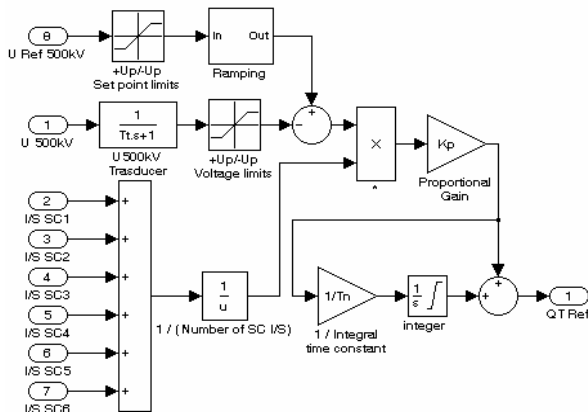 8
U Ref 500kV
+Up/-Up
Set point limits
In
Out
Ramping
+
1
U 500kV
1
Tt.s+1
U 500kV
Trasducer
+Up/-Up
Voltage limits
-
X
Kp
Proportional
Gain
2
I/S SC1
+
3
I/S SC2
+
4
I/S SC3
+
5
I/S SC4
+
6
I/S SC5
+
7
I/S SC6
+
1
u
1 / ( Number of SC I/S)
1/Tn
1 / Integral
time constant
1
s
integer
+
+
1
QT Ref